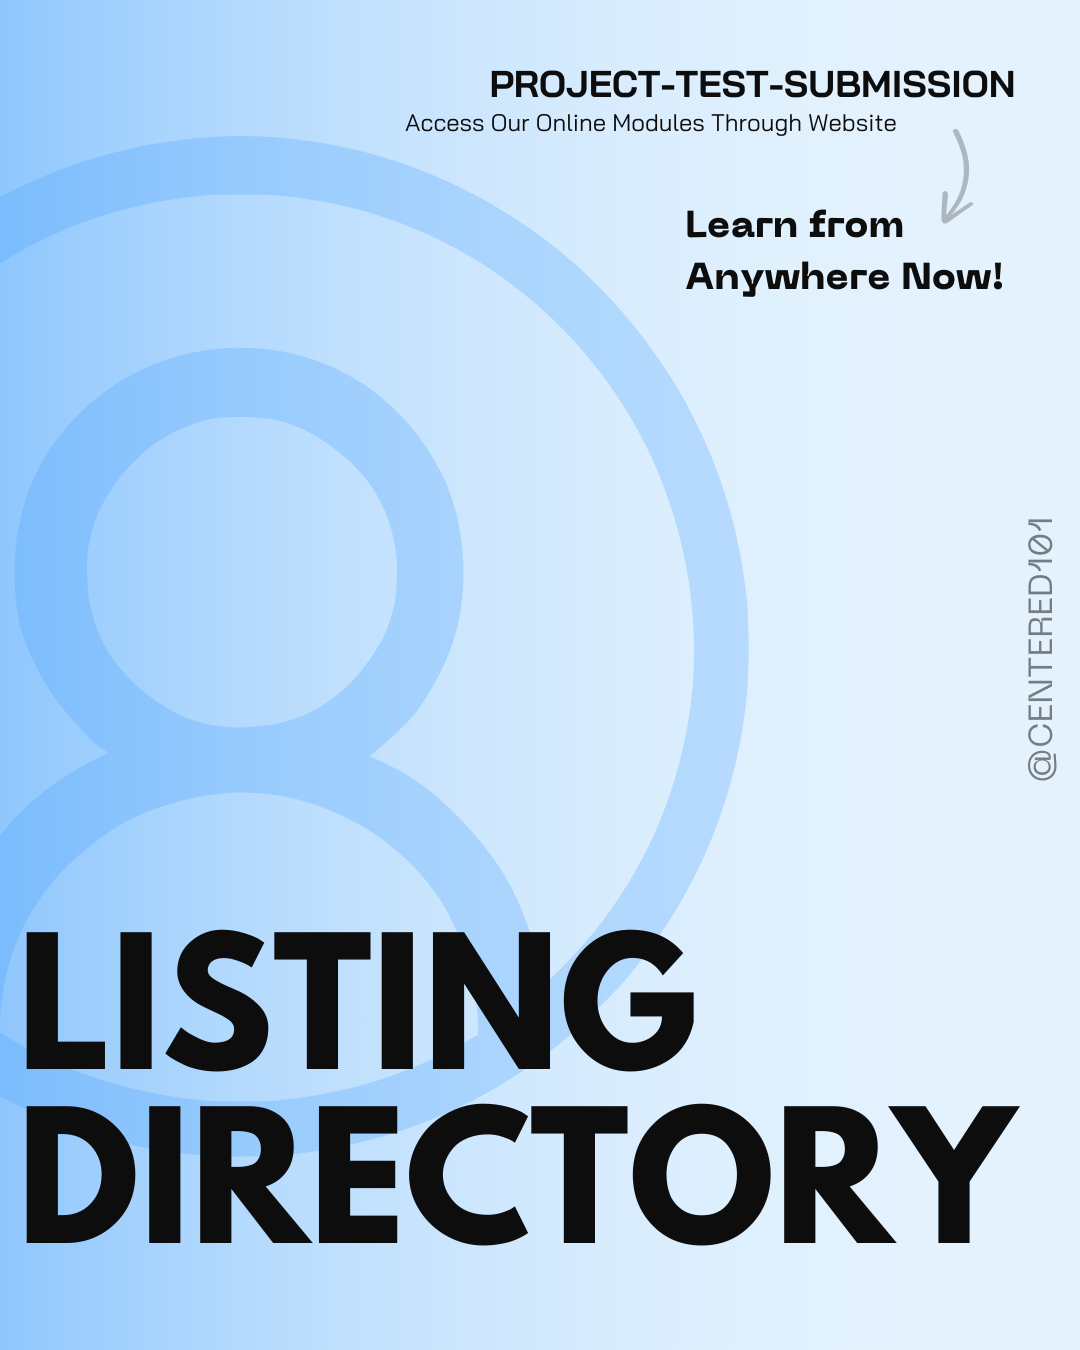 PROJECT-TEST-SUBMISSION
Access Our Online Modules Through Website
Learn from
Anywhere Now!
@CENTERED101
LISTING
DIRECTORY